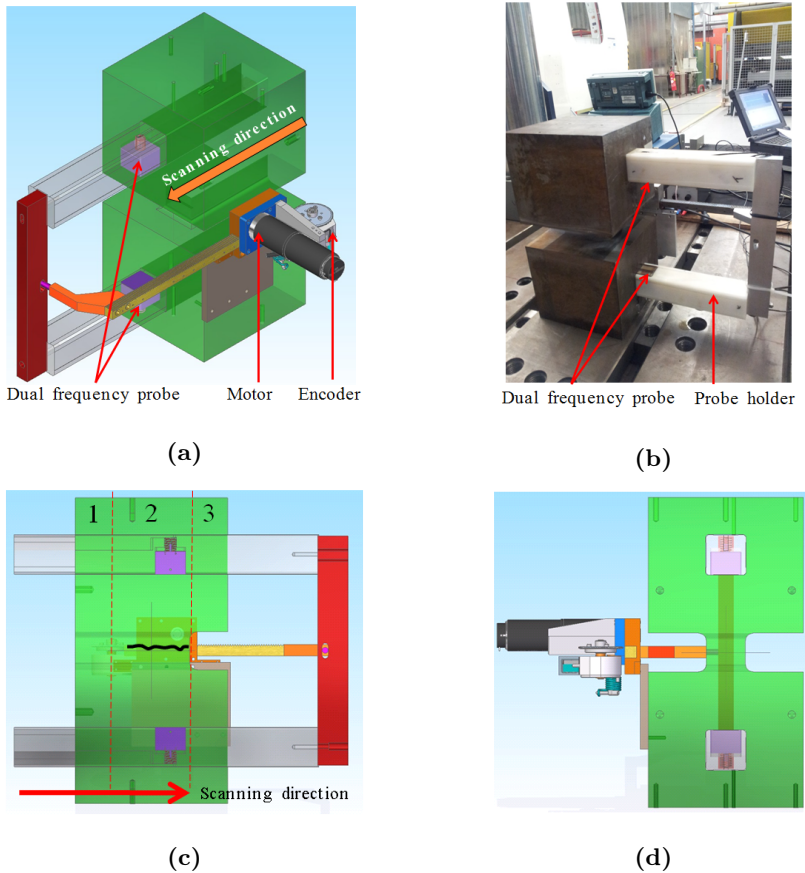 Scanning direction
Dual frequency probe Motor Encoder
(a)
Dual frequency probe Probe holder
(b)
1 2 3
Scanning direction
(c)
(d)